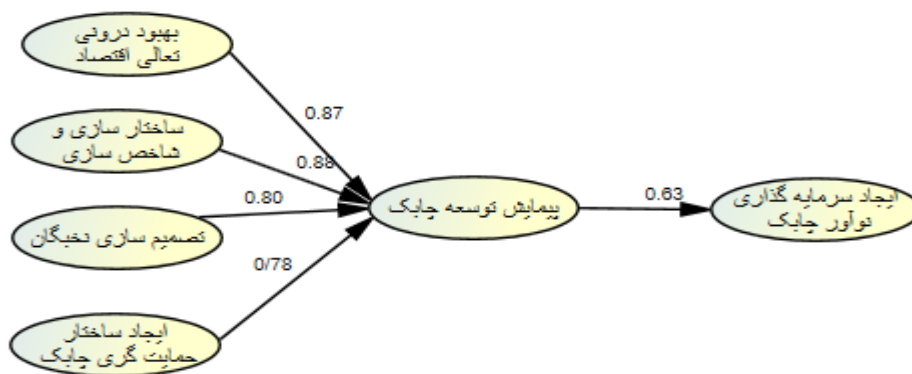 بهبود درونی
تعالی اقتصاد
0.87
ساختار سازی و
شاخص سازی
0.88
تصمیم سازی نخبگان
0.80
ایجاد ساختار
حمایت گری چابک
0/78
پیمایش توسعه چابک
0.63
ایجاد سرمایه گذاری
نوآور چابک